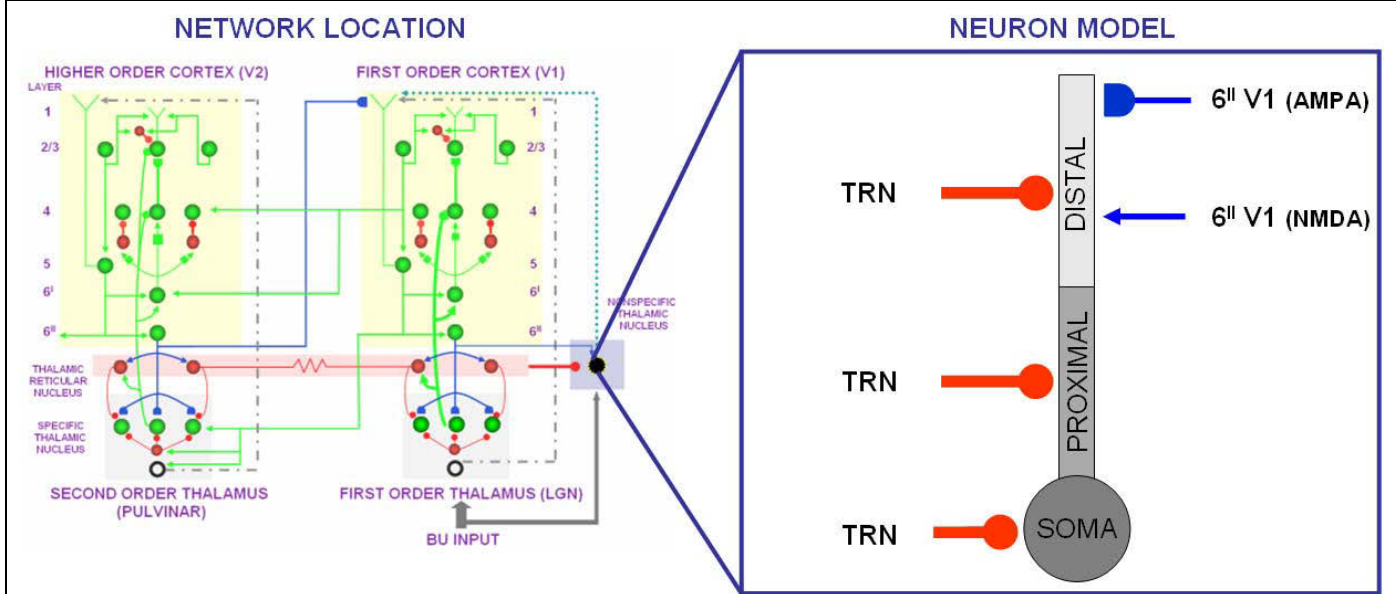 NETWORK LOCATION
HIGHER ORDER CORTEX (V2)
FIRST ORDER CORTEX (V1)
LAYER
1
2/3
4
5
6ᴵ
6ᴵᴵ
1
2/3
4
5
6ᴵ
6ᴵᴵ
NONSPECIFIC
THALAMIC
NUCLEUS
THALAMIC
RETICULAR
NUCLEUS
SPECIFIC
THALAMIC
NUCLEUS
SECOND ORDER THALAMUS
(PULVINAR)
FIRST ORDER THALAMUS (LGN)
BU INPUT
NEURON MODEL
6ᴵᴵ V1 (AMPA)
TRN
DISTAL
6ᴵᴵ V1 (NMDA)
TRN
PROXIMAL
TRN
SOMA